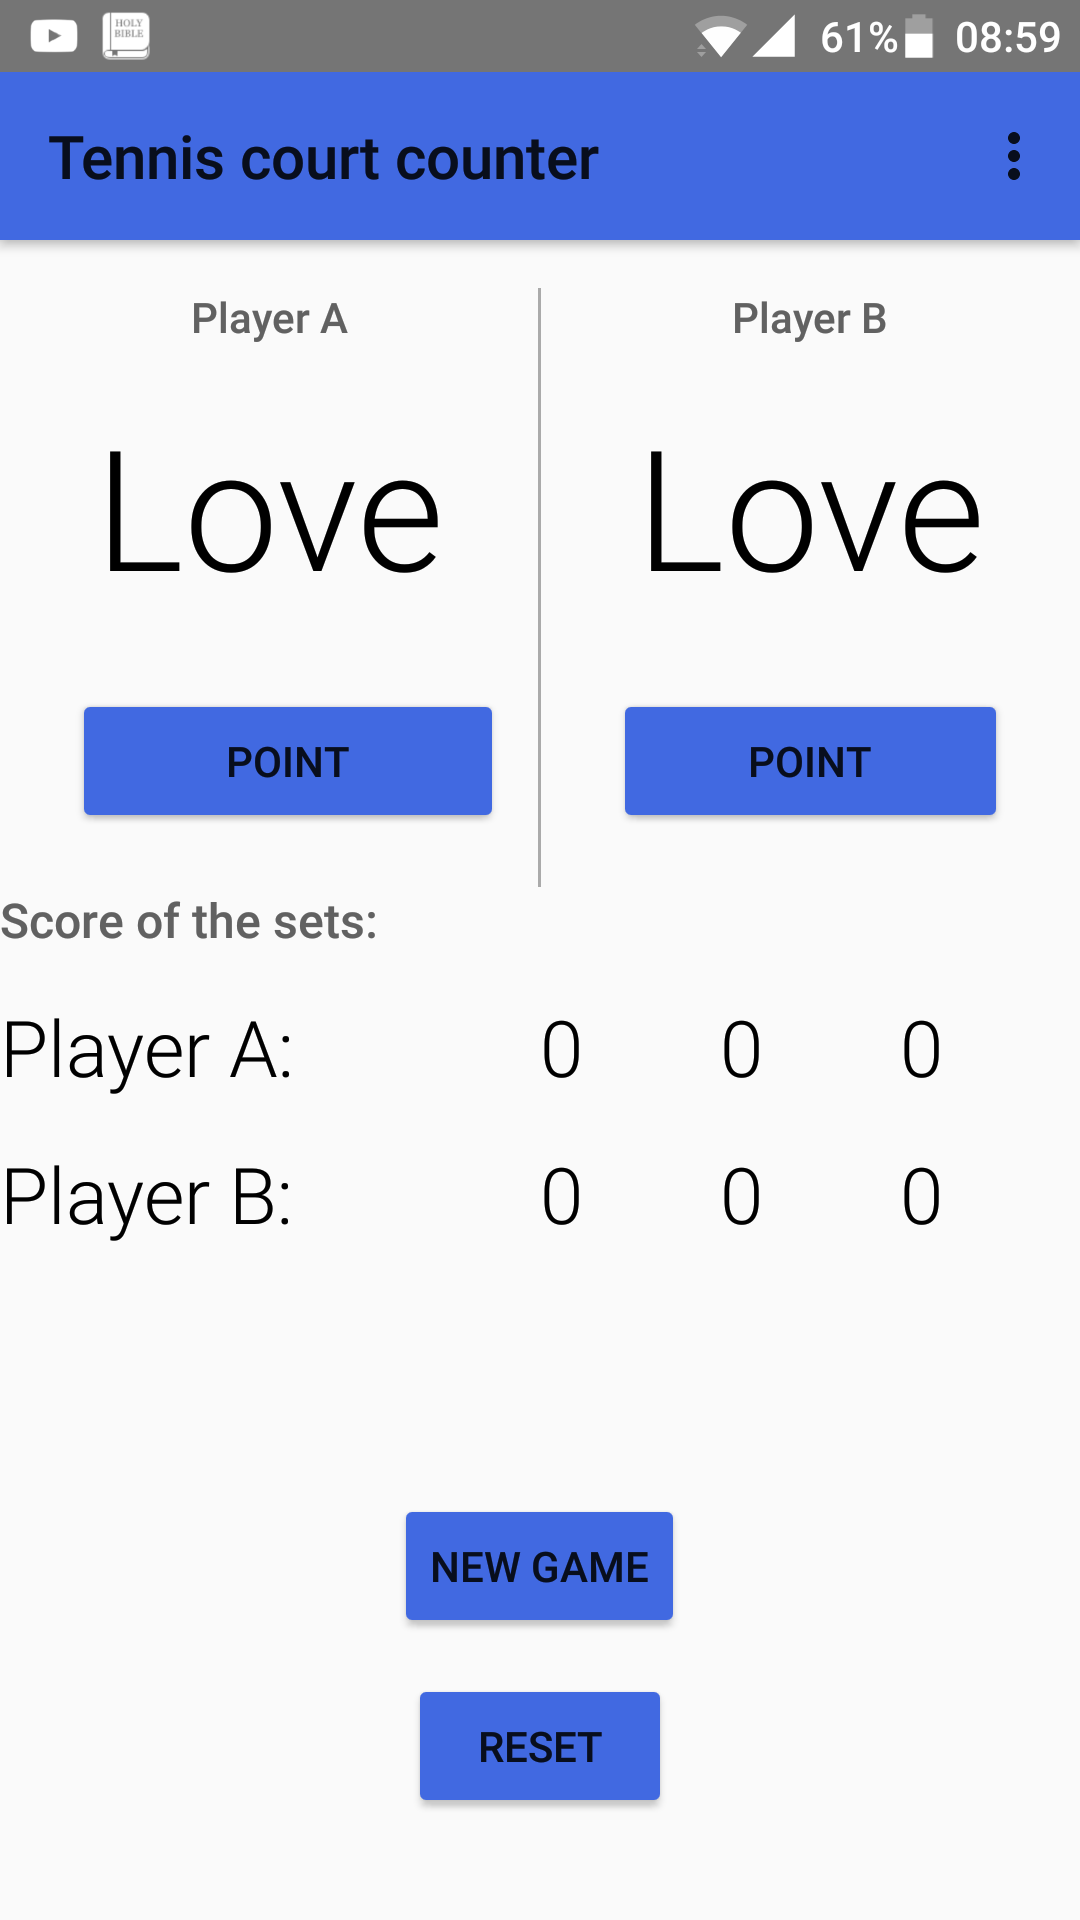 HOLY
BIBLE
61% 08:59
Tennis court counter
Player A Player B
Love Love
POINT POINT
Score of the sets:
Player A: 0 0 0
Player B: 0 0 0
NEW GAME
RESET